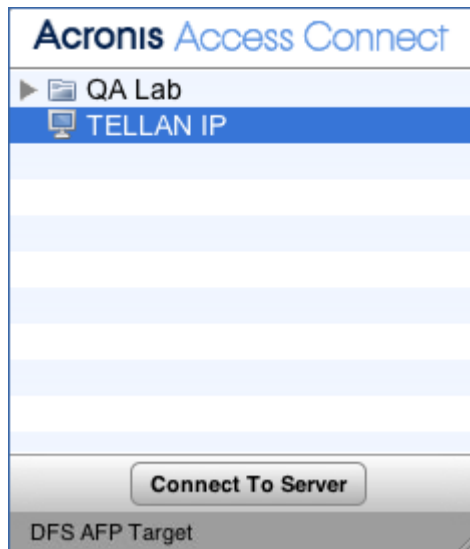 Acronis Access Connect
QA Lab
TELLAN IP
Connect To Server
DFS AFP Target